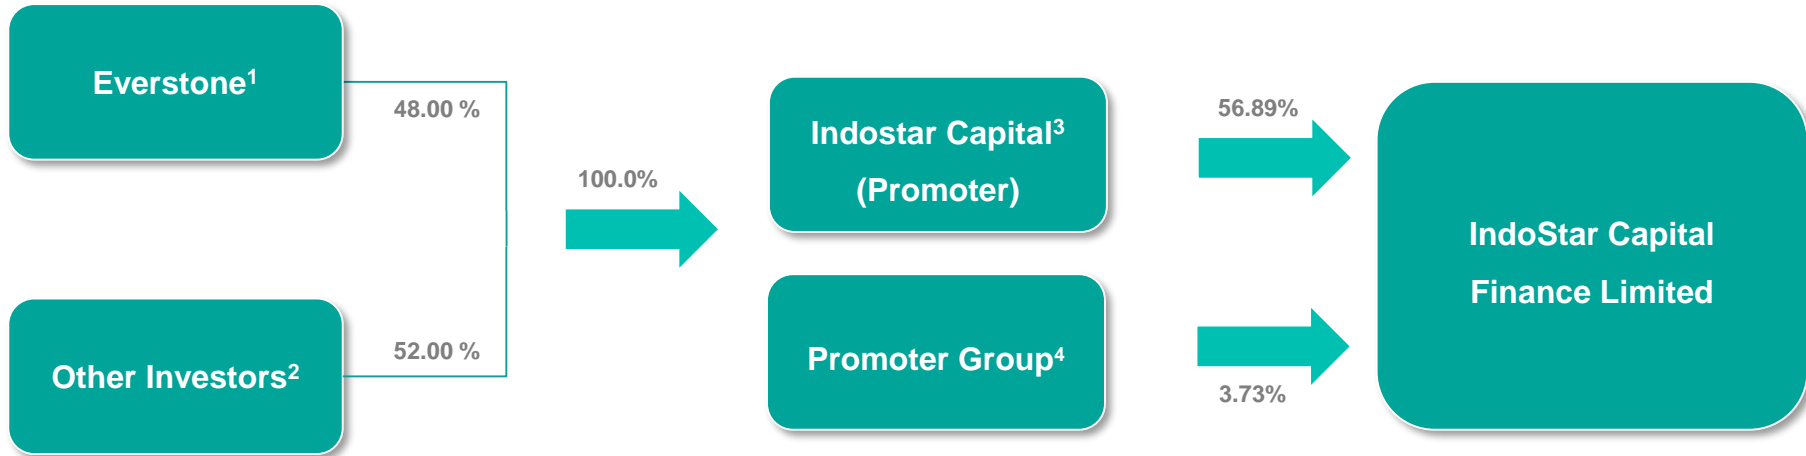 Everstone¹
48.00 %
Other Investors²
52.00 %
100.0%
Indostar Capital³
(Promoter)
Promoter Group⁴
56.89%
3.73%
IndoStar Capital
Finance Limited